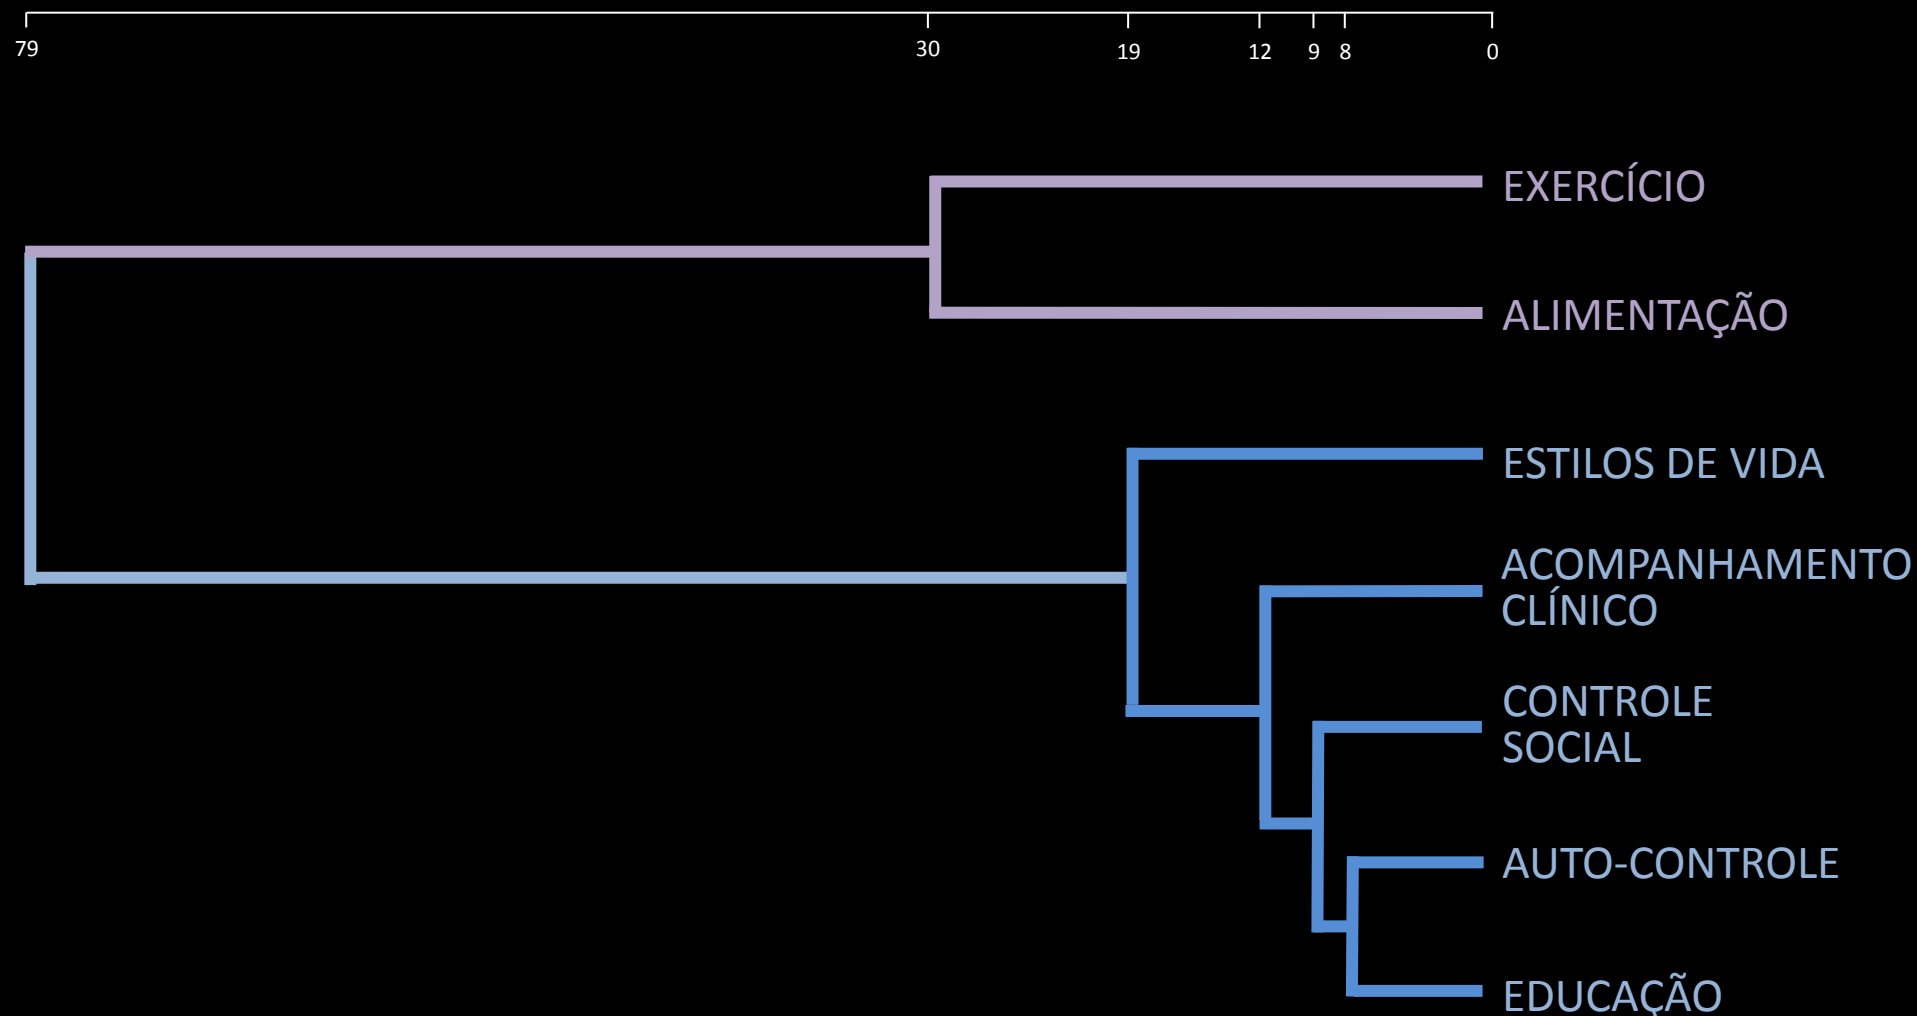 79 30 19 12 9 8 0
EXERCÍCIO
ALIMENTAÇÃO
ESTILOS DE VIDA
ACOMPANHAMENTO
CLÍNICO
CONTROLE
SOCIAL
AUTO-CONTROLE
EDUCAÇÃO